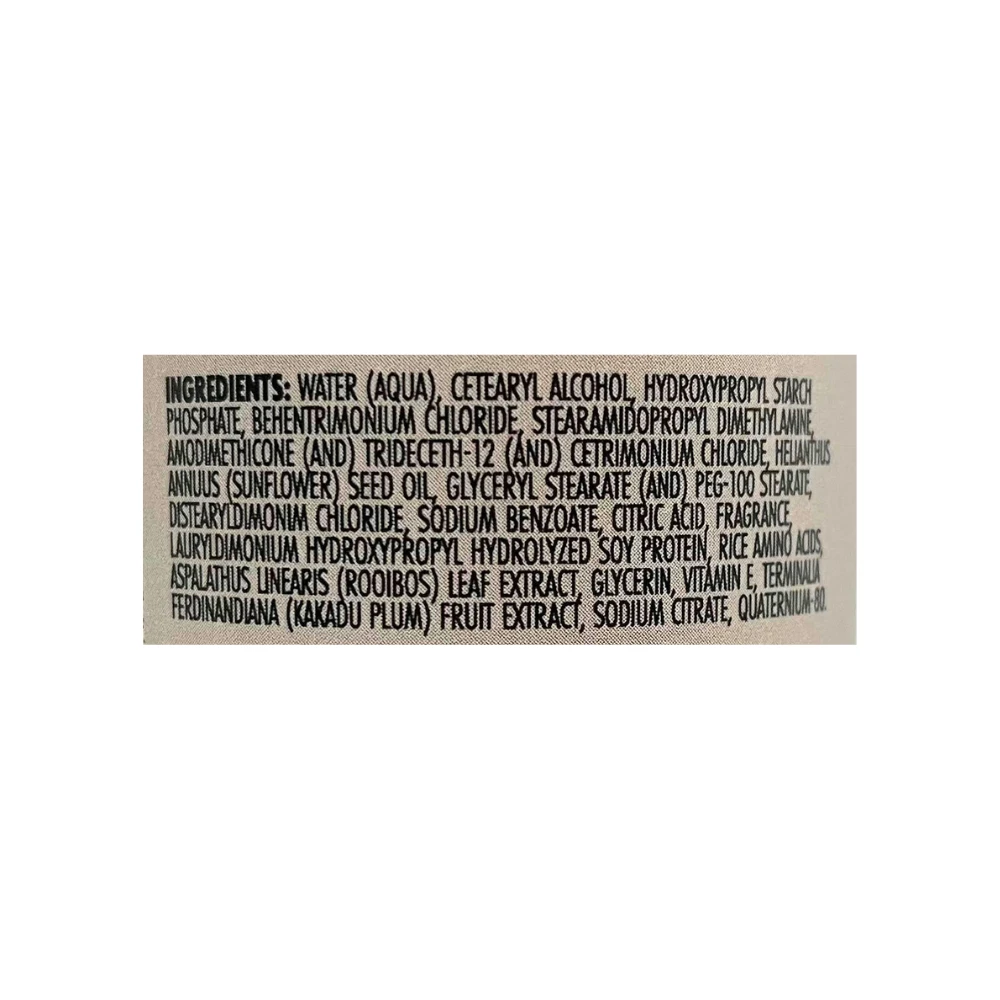 INGREDIENTS: WATER (AQUA), CETEARYL ALCOHOL, HYDROXYPROPYL STARCH
PHOSPHATE, BEHENTRIMONIUM CHLORIDE, STEARAMIDOPROPYL DIMETHYLAMINE,
AMODIMETHICONE (AND) TRIDECETH-12 (AND) CETRIMONIUM CHLORIDE, HELIANTHUS
ANNUUS (SUNFLOWER) SEED OIL, GLYCERYL STEARATE (AND) PEG-100 STEARATE,
DISTEARYLDIMONIM CHLORIDE, SODIUM BENZOATE, CITRIC ACID, FRAGRANCE,
LAURYLDIMONIUM HYDROXYPROPYL HYDROLYZED SOY PROTEIN, RICE AMINO ACIDS,
ASPALATHUS LINEARIS (ROOIBOS) LEAF EXTRACT, GLYCERIN, VITAMIN E, TERMINALIA
FERDINANDIANA (KAKADU PLUM) FRUIT EXTRACT, SODIUM CITRATE, QUATERNIUM-80.